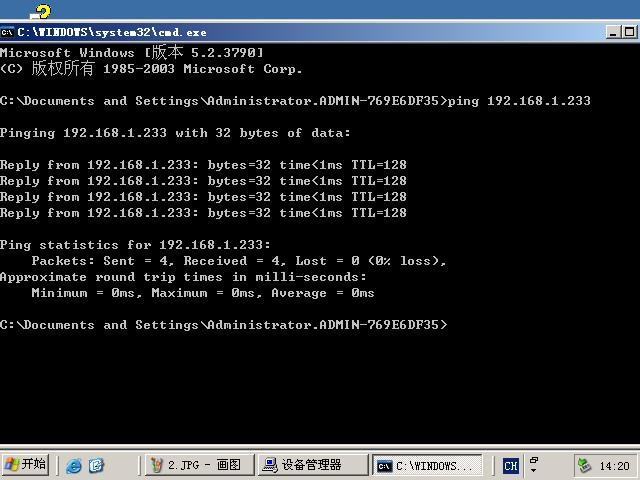 C:\WINDOWS\system32\cmd.exe
Microsoft Windows [版本 5.2.3790]
(C) 版权所有 1985-2003 Microsoft Corp.
C:\Documents and Settings\Administrator.ADMIN-769E6DF35>ping 192.168.1.233
Pinging 192.168.1.233 with 32 bytes of data:
Reply from 192.168.1.233: bytes=32 time<1ms TTL=128
Reply from 192.168.1.233: bytes=32 time<1ms TTL=128
Reply from 192.168.1.233: bytes=32 time<1ms TTL=128
Reply from 192.168.1.233: bytes=32 time<1ms TTL=128
Ping statistics for 192.168.1.233:
Packets: Sent = 4, Received = 4, Lost = 0 (0% loss),
Approximate round trip times in milli-seconds:
Minimum = 0ms, Maximum = 0ms, Average = 0ms
C:\Documents and Settings\Administrator.ADMIN-769E6DF35>
开始 2.JPG - 画图 设备管理器 C:\WINDOWS... CH 14:20